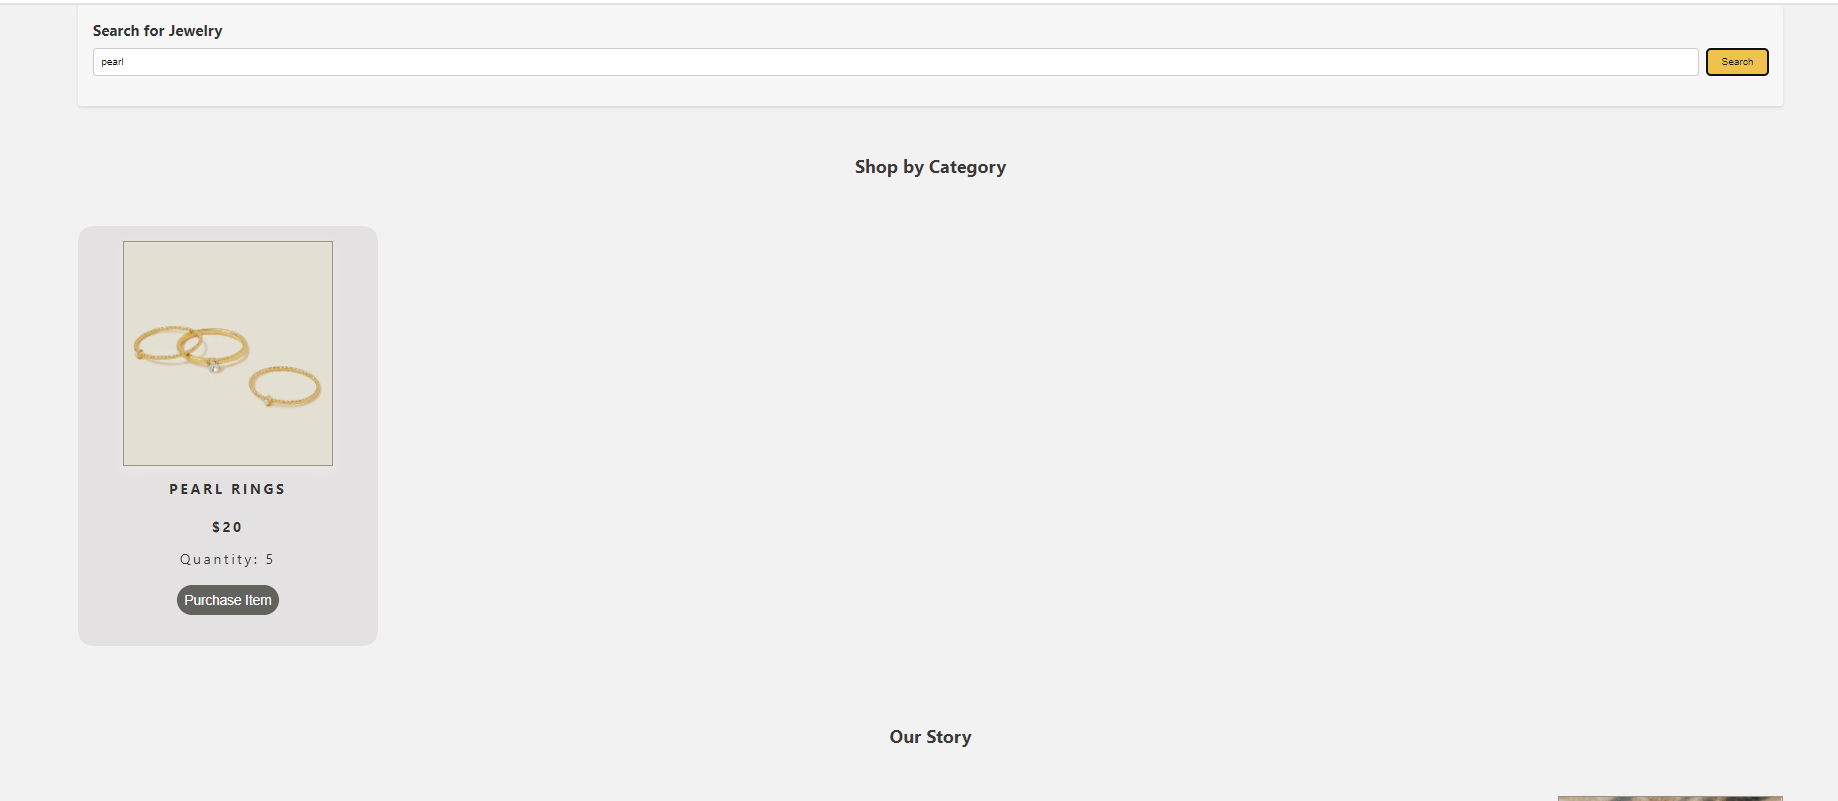 Search for Jewelry
pearl
Search
Shop by Category
PEARL RINGS
$20
Quantity: 5
Purchase Item
Our Story